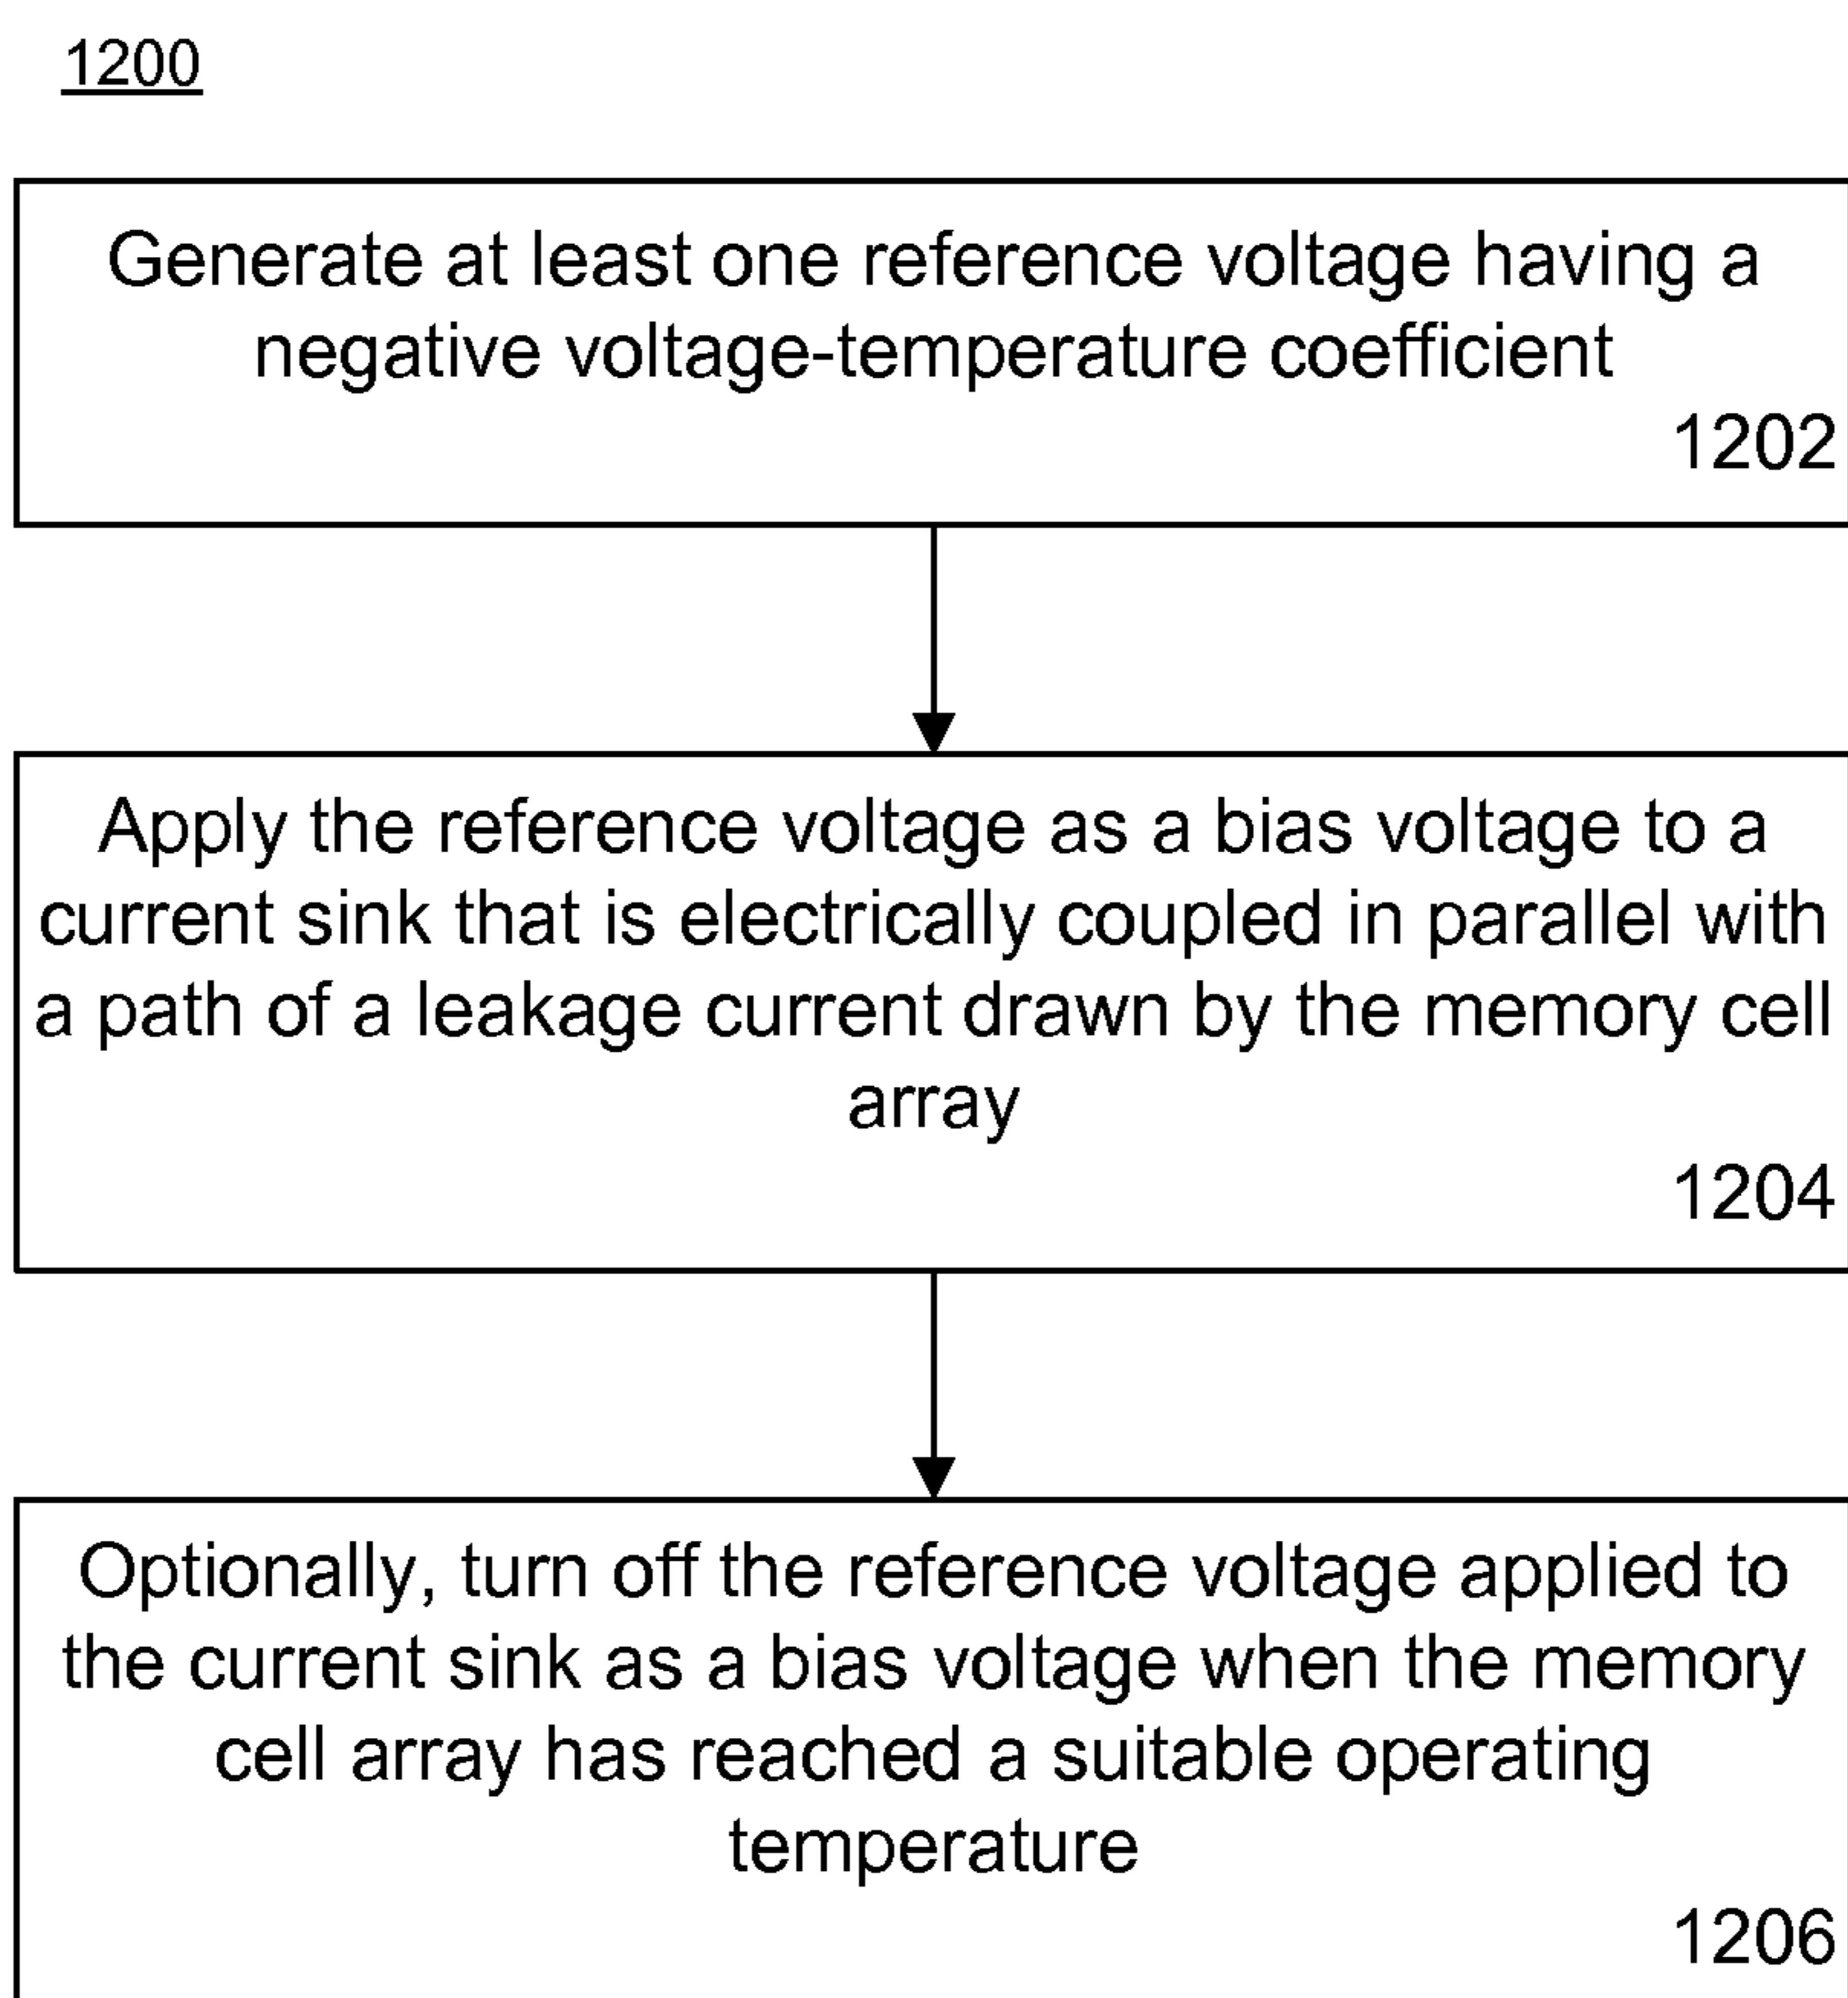 1200
Generate at least one reference voltage having a
negative voltage-temperature coefficient
1202
Apply the reference voltage as a bias voltage to a
current sink that is electrically coupled in parallel with
a path of a leakage current drawn by the memory cell
array
1204
Optionally, turn off the reference voltage applied to
the current sink as a bias voltage when the memory
cell array has reached a suitable operating
temperature
1206